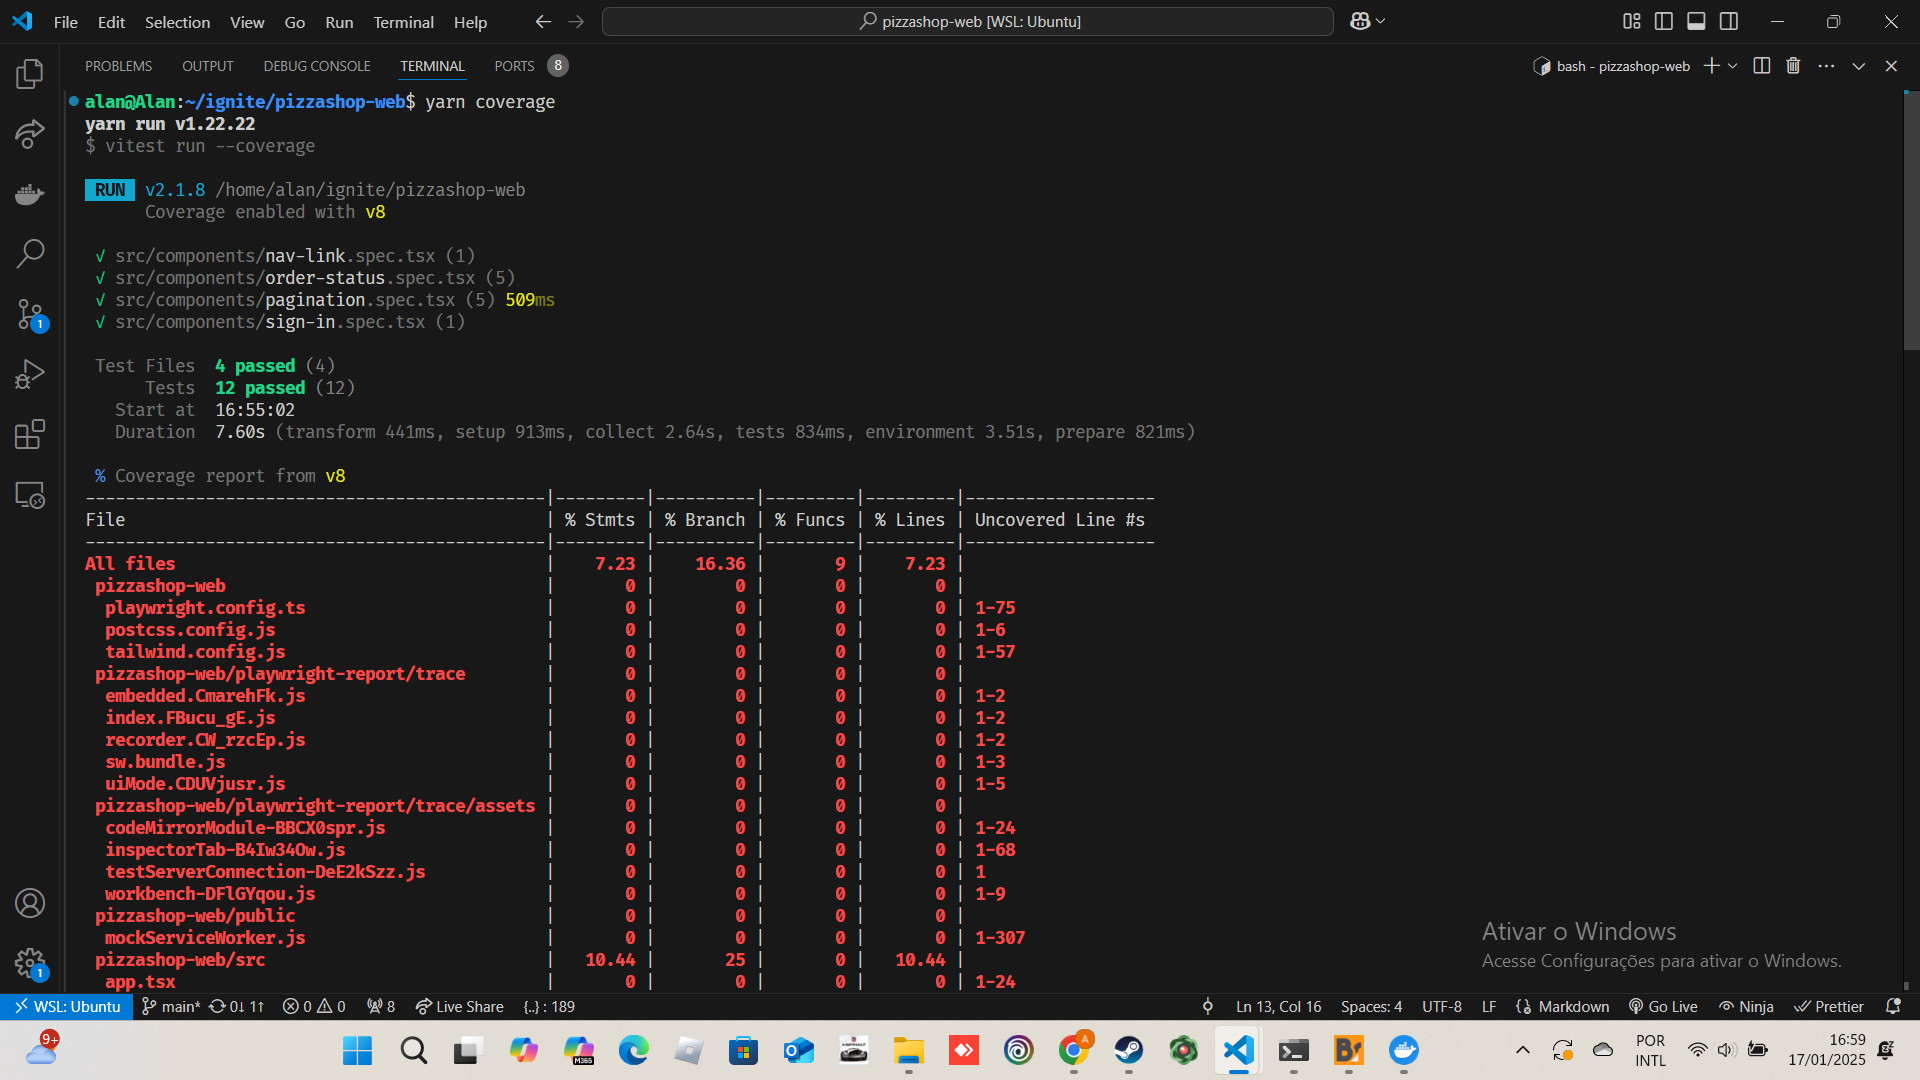 File Edit Selection View Go Run Terminal Help pizzashop-web [WSL: Ubuntu]
PROBLEMS OUTPUT DEBUG CONSOLE TERMINAL PORTS 8 bash - pizzashop-web
alan@Alan:~/ignite/pizzashop-web$ yarn coverage
yarn run v1.22.22
$ vitest run --coverage
RUN v2.1.8 /home/alan/ignite/pizzashop-web
Coverage enabled with v8
√ src/components/nav-link.spec.tsx (1)
√ src/components/order-status.spec.tsx (5)
√ src/components/pagination.spec.tsx (5) 509ms
√ src/components/sign-in.spec.tsx (1)
Test Files 4 passed (4)
Tests 12 passed (12)
Start at 16:55:02
Duration 7.60s (transform 441ms, setup 913ms, collect 2.64s, tests 834ms, environment 3.51s, prepare 821ms)
% Coverage report from v8
----------------------------------------------|---------|----------|---------|---------|-------------------
File | % Stmts | % Branch | % Funcs | % Lines | Uncovered Line #s
----------------------------------------------|---------|----------|---------|---------|-------------------
All files | 7.23 | 16.36 | 9 | 7.23 |
pizzashop-web | 0 | 0 | 0 | 0 |
playwright.config.ts | 0 | 0 | 0 | 0 | 1-75
postcss.config.js | 0 | 0 | 0 | 0 | 1-6
tailwind.config.js | 0 | 0 | 0 | 0 | 1-57
pizzashop-web/playwright-report/trace | 0 | 0 | 0 | 0 |
embedded.CmarehFk.js | 0 | 0 | 0 | 0 | 1-2
index.FBucu_gE.js | 0 | 0 | 0 | 0 | 1-2
recorder.CW_rzcEp.js | 0 | 0 | 0 | 0 | 1-2
sw.bundle.js | 0 | 0 | 0 | 0 | 1-3
uiMode.CDUVjusr.js | 0 | 0 | 0 | 0 | 1-5
pizzashop-web/playwright-report/trace/assets | 0 | 0 | 0 | 0 |
codeMirrorModule-BBCX0spr.js | 0 | 0 | 0 | 0 | 1-24
inspectorTab-B4Iw34Ow.js | 0 | 0 | 0 | 0 | 1-68
testServerConnection-DeE2kSzz.js | 0 | 0 | 0 | 0 | 1
workbench-DFlGYqou.js | 0 | 0 | 0 | 0 | 1-9
pizzashop-web/public | 0 | 0 | 0 | 0 |
mockServiceWorker.js | 0 | 0 | 0 | 0 | 1-307
pizzashop-web/src | 10.44 | 25 | 0 | 10.44 |
app.tsx | 0 | 0 | 0 | 0 | 1-24
1
1
Ativar o Windows
Acesse Configurações para ativar o Windows.
WSL: Ubuntu main* 0↓ 1↑ 0 0 8 Live Share {..} : 189 Ln 13, Col 16 Spaces: 4 UTF-8 LF Markdown Go Live Ninja Prettier
9+ M365 A POR
INTL
16:59
17/01/2025